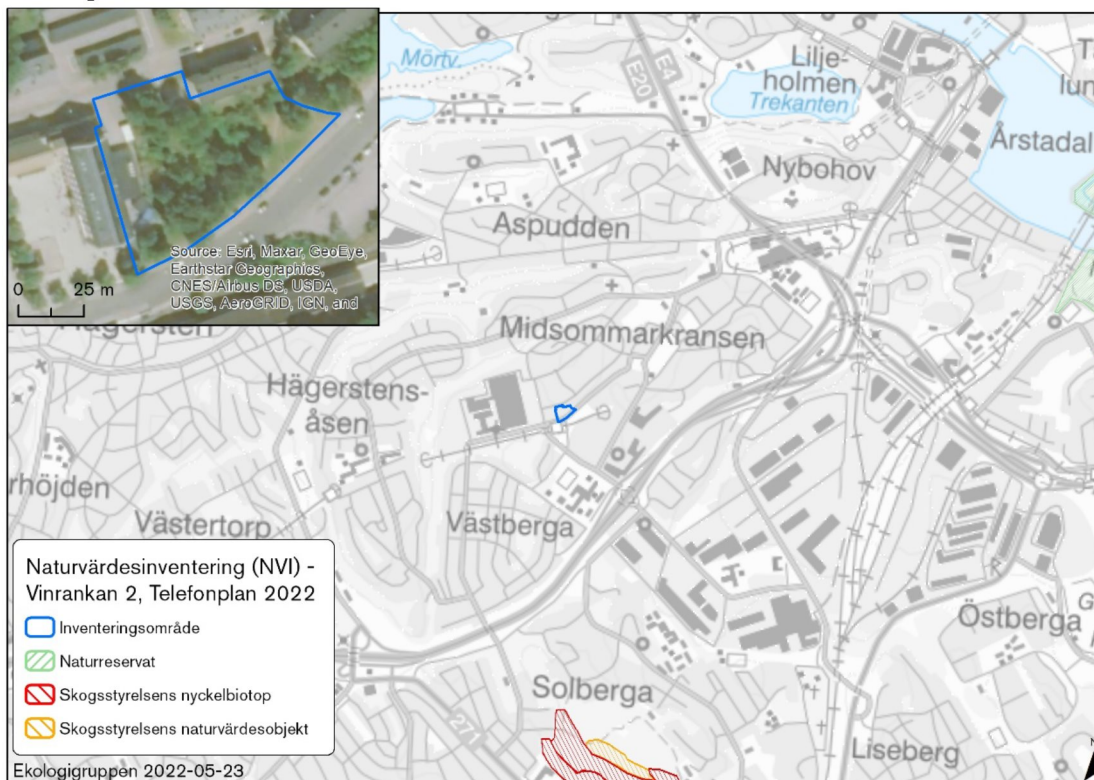 Mörtv.
Lilje-
holmen
Trekanten
E20
E4
Årstadal
Nybohov
Aspudden
Source: Esri, Maxar, GeoEye,
Earthstar Geographics,
CNES/Airbus DS, USDA,
USGS, AeroGRID, IGN, and
0 25 m
Hägersten
Midsommarkransen
Hägerstens-
åsen
rhöjden
Västertorp
Västberga
Naturvärdesinventering (NVI) -
Vinrankan 2, Telefonplan 2022
Inventeringsområde
Naturreservat
Skogsstyrelsens nyckelbiotop
Skogsstyrelsens naturvärdesobjekt
Östberga
Solberga
Liseberg
Ekologigruppen 2022-05-23